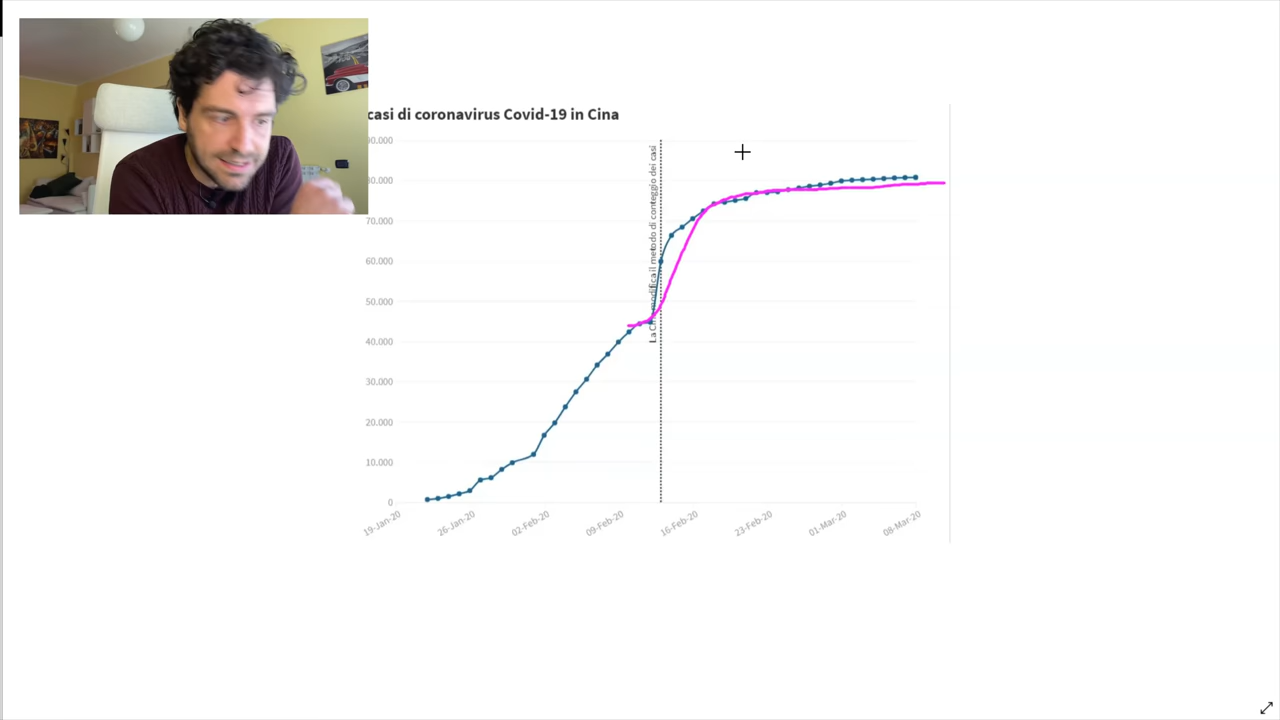 casi di coronavirus Covid-19 in Cina
90.000
80.000
70.000
60.000
50.000
40.000
30.000
20.000
10.000
0
La Cina modifica il metodo di conteggio dei casi
19-Jan-20
26-Jan-20
02-Feb-20
09-Feb-20
16-Feb-20
23-Feb-20
01-Mar-20
08-Mar-20